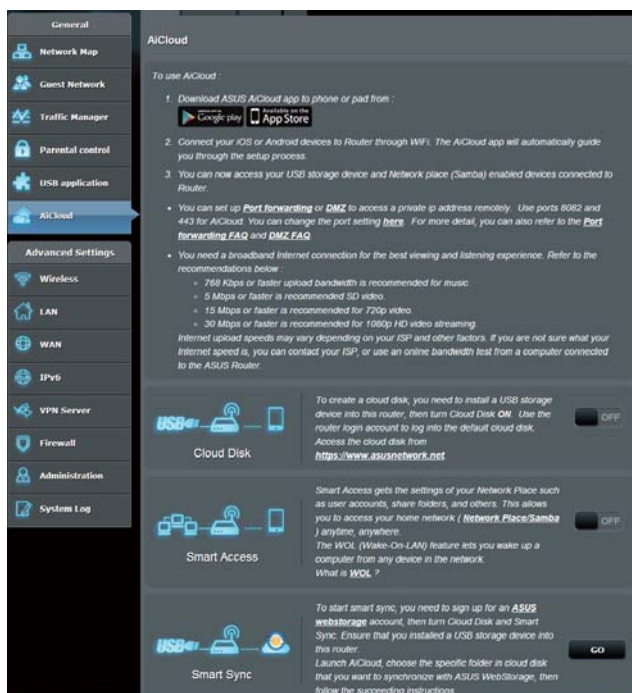 General
Network Map
Guest Network
Traffic Manager
Parental control
USB application
AiCloud
Advanced Settings
Wireless
LAN
WAN
IPv6
VPN Server
Firewall
Administration
System Log
AiCloud
To use AiCloud :
1. Download ASUS AiCloud app to phone or pad from :
Google play
Available on the
App Store
2. Connect your iOS or Android devices to Router through WiFi. The AiCloud app will automatically guide
you through the setup process.
3. You can now access your USB storage device and Network place (Samba) enabled devices connected to
Router.
• You can set up Port forwarding or DMZ to access a private ip address remotely. Use ports 8082 and
443 for AiCloud. You can change the port setting here. For more detail, you can also refer to the Port
forwarding FAQ and DMZ FAQ.
• You need a broadband Internet connection for the best viewing and listening experience. Refer to the
recommendations below :
768 Kbps or faster upload bandwidth is recommended for music.
5 Mbps or faster is recommended SD video.
15 Mbps or faster is recommended for 720p video.
30 Mbps or faster is recommended for 1080p HD video streaming.
Internet upload speeds may vary depending on your ISP and other factors. If you are not sure what your
Internet speed is, you can contact your ISP, or use an online bandwidth test from a computer connected
to the ASUS Router.
USB
Cloud Disk
To create a cloud disk, you need to install a USB storage
device into this router, then turn Cloud Disk ON. Use the
router login account to log into the default cloud disk.
Access the cloud disk from
https://www.asusnetwork.net
OFF
Smart Access
Smart Access gets the settings of your Network Place such
as user accounts, share folders, and others. This allows
you to access your home network ( Network Place/Samba
) anytime, anywhere.
The WOL (Wake-On-LAN) feature lets you wake up a
computer from any device in the network.
What is WOL ?
OFF
USB
Smart Sync
To start smart sync, you need to sign up for an ASUS
webstorage account, then turn Cloud Disk and Smart
Sync. Ensure that you installed a USB storage device into
this router.
Launch AiCloud, choose the specific folder in cloud disk
that you want to synchronize with ASUS WebStorage, then
follow the succeeding instructions.
GO